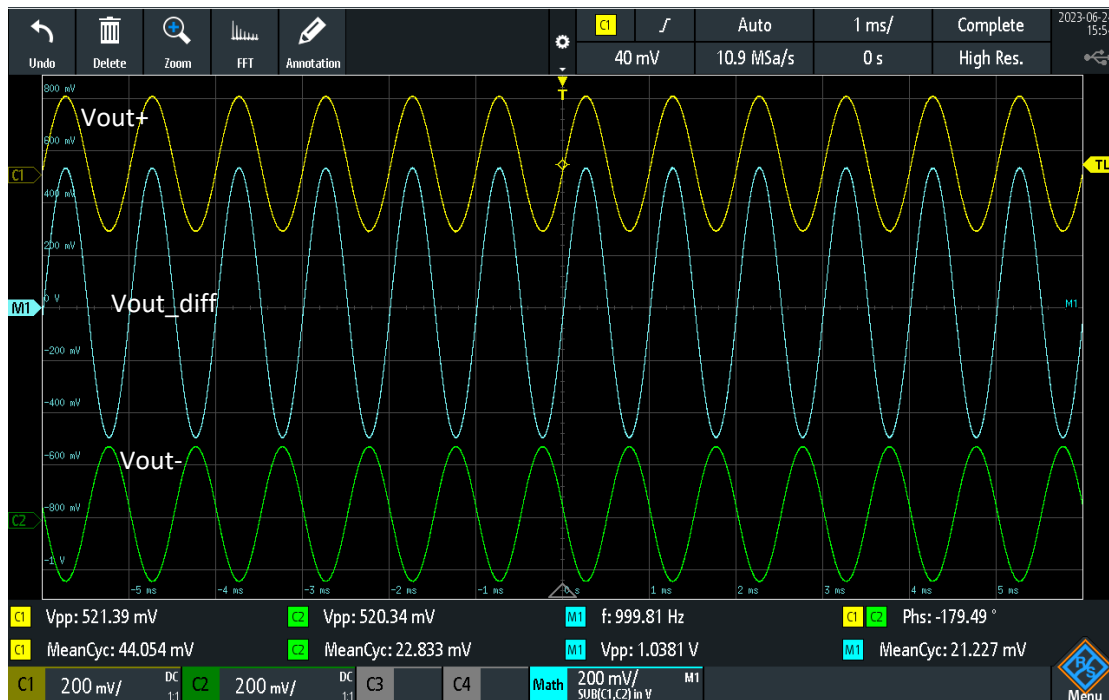 C1 Auto 1 ms/ Complete 2023-06-2
15:5
Undo Delete Zoom FFT Annotation
40 mV 10.9 MSa/s 0 s High Res.
T
800 mV
Vout+
600 mV
C1
TL
400 mV
200 mV
M1
0 V
Vout_diff
M1
-200 mV
-400 mV
-600 mV
Vout-
-800 mV
C2
-1 V
-5 ms -4 ms -3 ms -2 ms -1 ms 0 s 1 ms 2 ms 3 ms 4 ms 5 ms
C1 Vpp: 521.39 mV C2 Vpp: 520.34 mV M1 f: 999.81 Hz C1 C2 Phs: -179.49 °
C1 MeanCyc: 44.054 mV C2 MeanCyc: 22.833 mV M1 Vpp: 1.0381 V M1 MeanCyc: 21.227 mV
C1 200 mV/ DC 1:1 C2 200 mV/ DC 1:1 C3 C4 Math 200 mV/ M1
SUB(C1,C2) in V
R&S
Menu